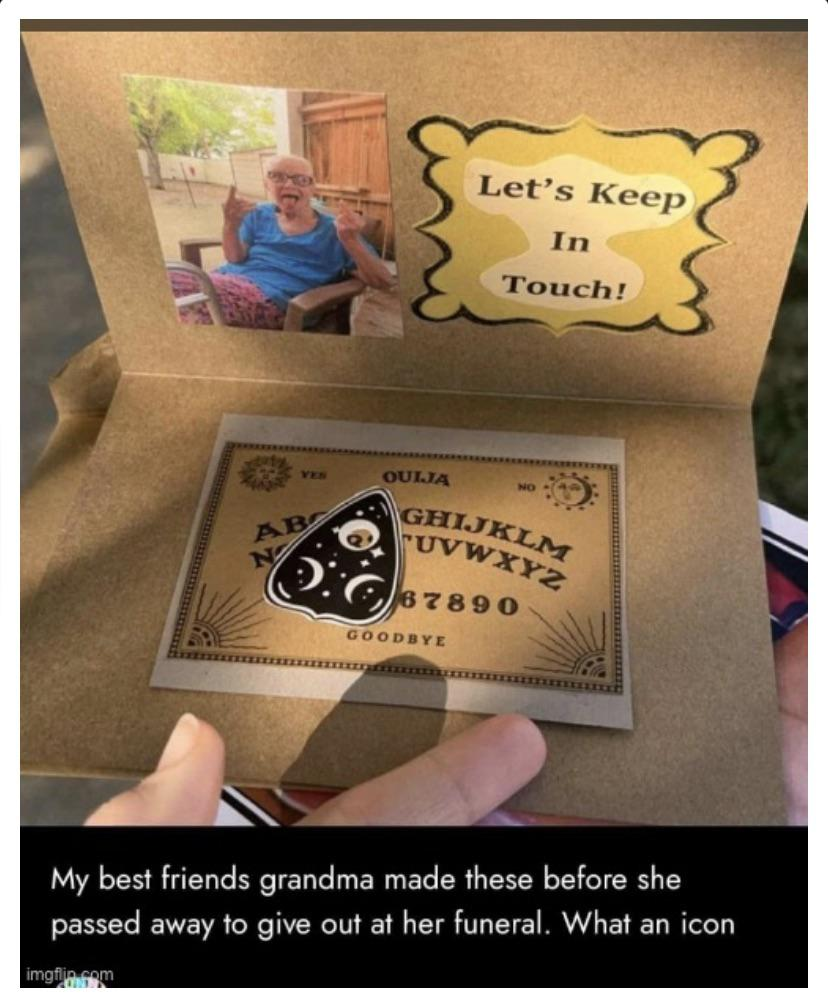 Let's Keep
In
Touch!
YES
OUIJA
NO
GHIJKLM
UVWXYZ
67890
GOODBYE
My best friends grandma made these before she
passed away to give out at her funeral. What an icon
imgflip.com